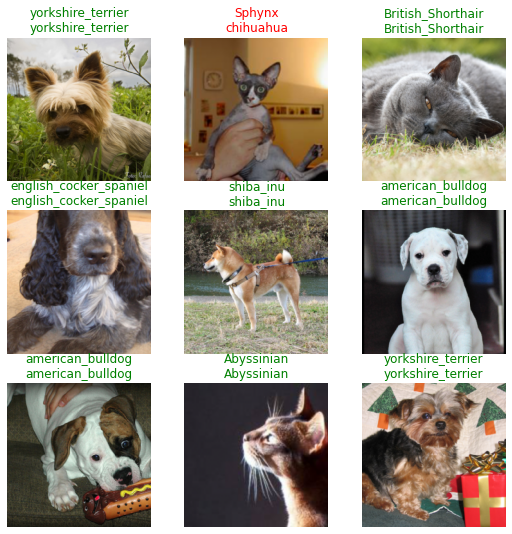 yorkshire_terrier
yorkshire_terrier
Sphynx
chihuahua
British_Shorthair
British_Shorthair
english_cocker_spaniel
english_cocker_spaniel
shiba_inu
shiba_inu
american_bulldog
american_bulldog
american_bulldog
american_bulldog
Abyssinian
Abyssinian
yorkshire_terrier
yorkshire_terrier